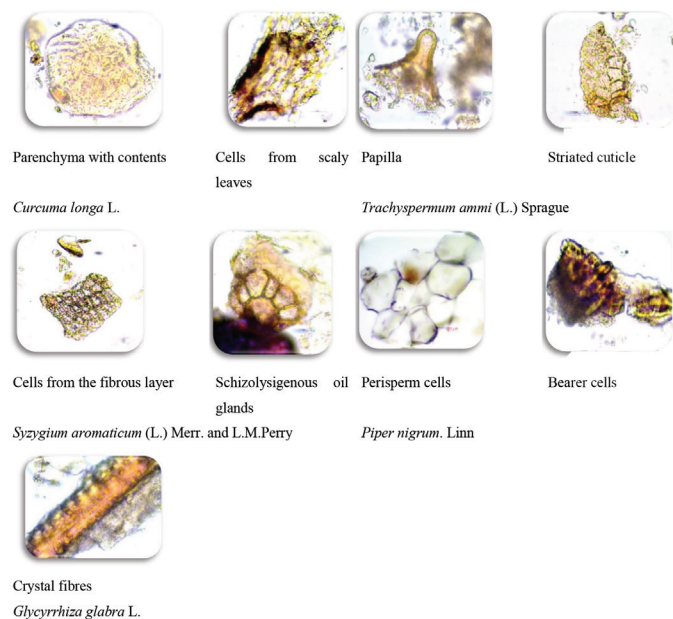 Parenchyma with contents
Cells from scaly
leaves
Papilla
Striated cuticle
Curcuma longa L.
Trachyspermum ammi (L.) Sprague
Cells from the fibrous layer
Schizolysigenous oil
glands
Perisperm cells
Bearer cells
Syzygium aromaticum (L.) Merr. and L.M.Perry
Piper nigrum. Linn
Crystal fibres
Glycyrrhiza glabra L.